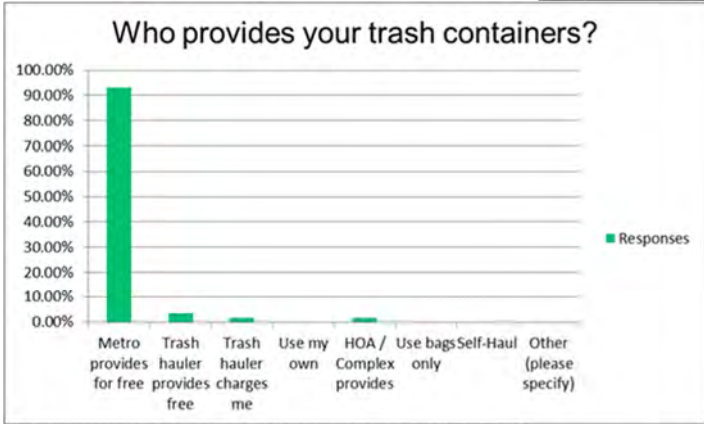 Who provides your trash containers?
100.00%
90.00%
80.00%
70.00%
60.00%
50.00%
40.00%
30.00%
20.00%
10.00%
0.00%
Metro
provides
for free
Trash
hauler
provides
free
Trash
hauler
charges
me
Use my
own
HOA /
Complex
provides
Use bags
only
Self-Haul
Other
(please
specify)
Responses